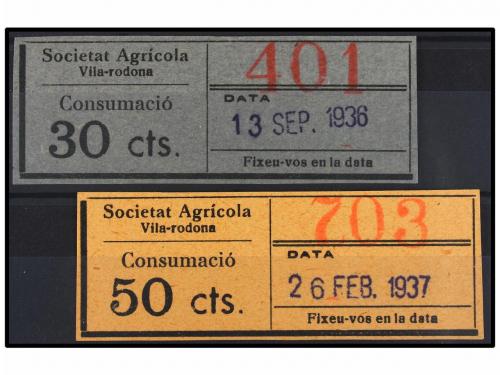 Societat Agrícola
Vila-rodona
Consumació
30 cts.
401
DATA
13 SEP. 1936
Fixeu-vos en la data
Societat Agrícola
Vila-rodona
Consumació
50 cts.
703
DATA
26 FEB. 1937
Fixeu-vos en la data